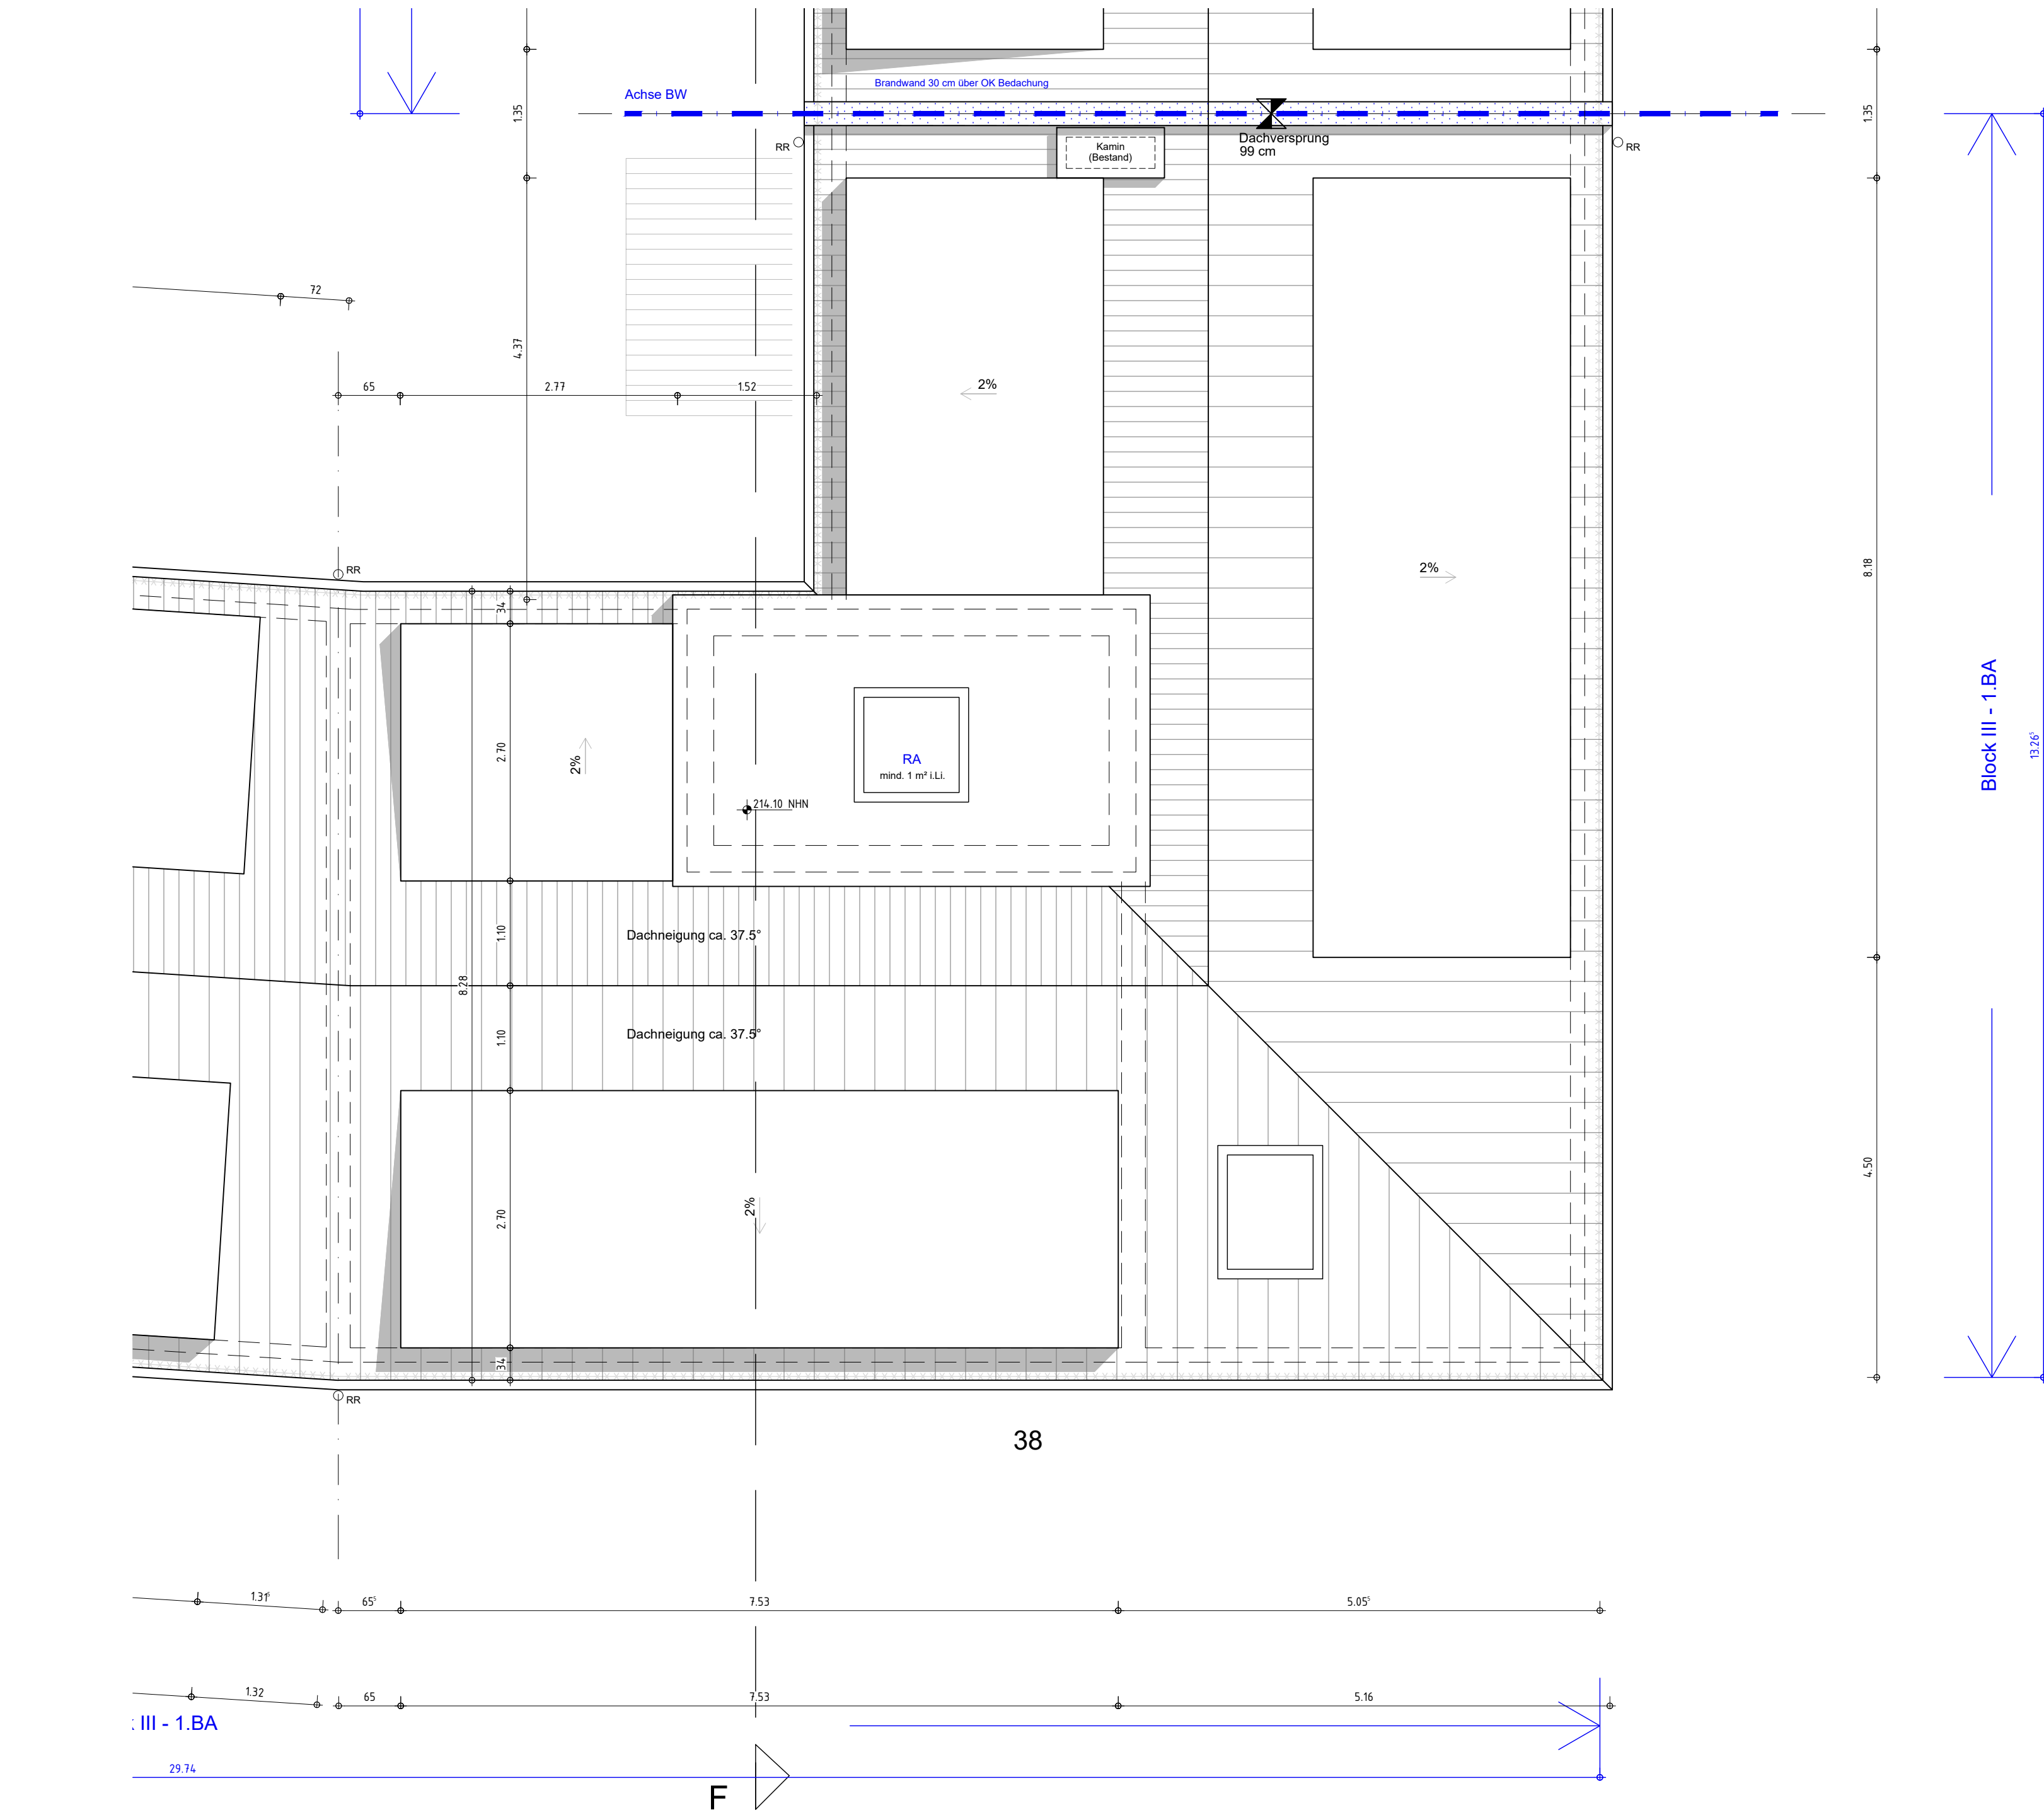 Brandwand 30 cm über OK Bedachung
Achse BW
1.35
1.35
Dachversprung
99 cm
RR
Kamin
(Bestand)
RR
72
4.37
65
2.77
1.52
2%
2%
8.18
RR
34
Block III - 1.BA
13.26⁵
2.70
2%
RA
mind. 1 m² i.Li.
214.10 NHN
Dachneigung ca. 37.5°
1.10
8.28
Dachneigung ca. 37.5°
1.10
4.50
2.70
2%
34
RR
38
1.31⁵
65⁵
7.53
5.05⁵
1.32
65
7.53
5.16
III - 1.BA
29.74
F